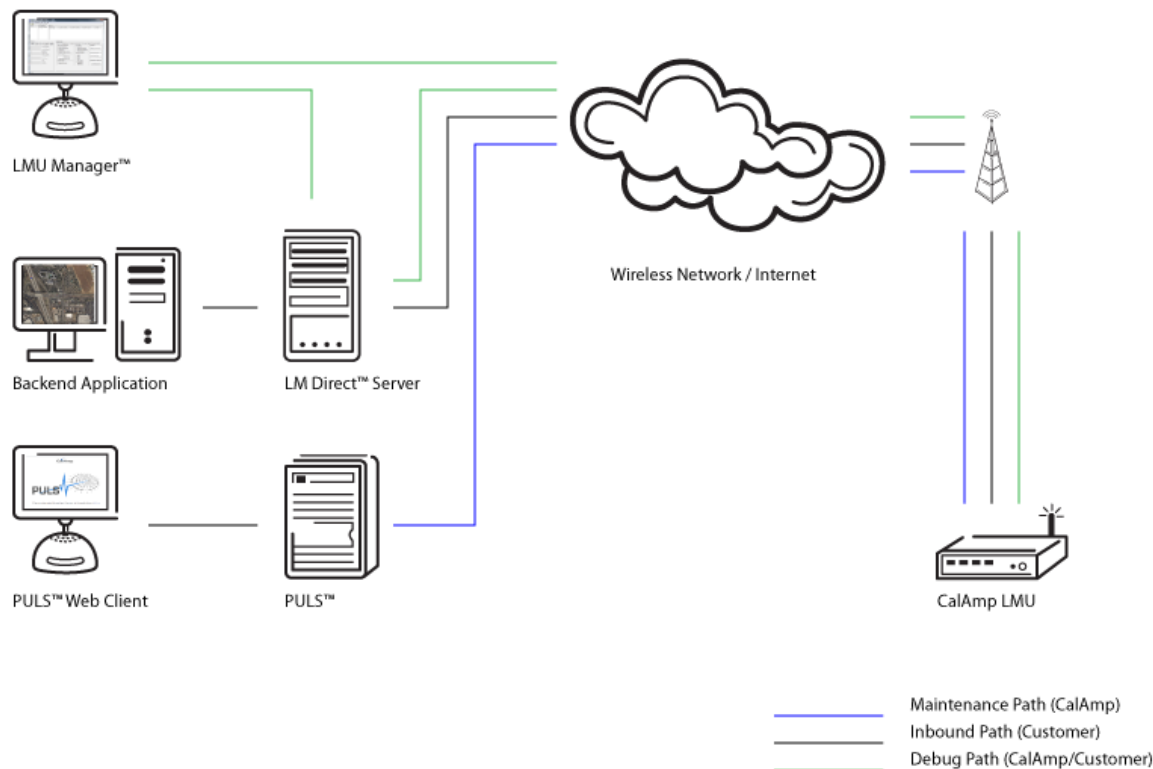 LMU Manager™
Wireless Network / Internet
Backend Application
LM Direct™ Server
PULS
PULS™ Web Client
PULS™
CalAmp LMU
Maintenance Path (CalAmp)
Inbound Path (Customer)
Debug Path (CalAmp/Customer)